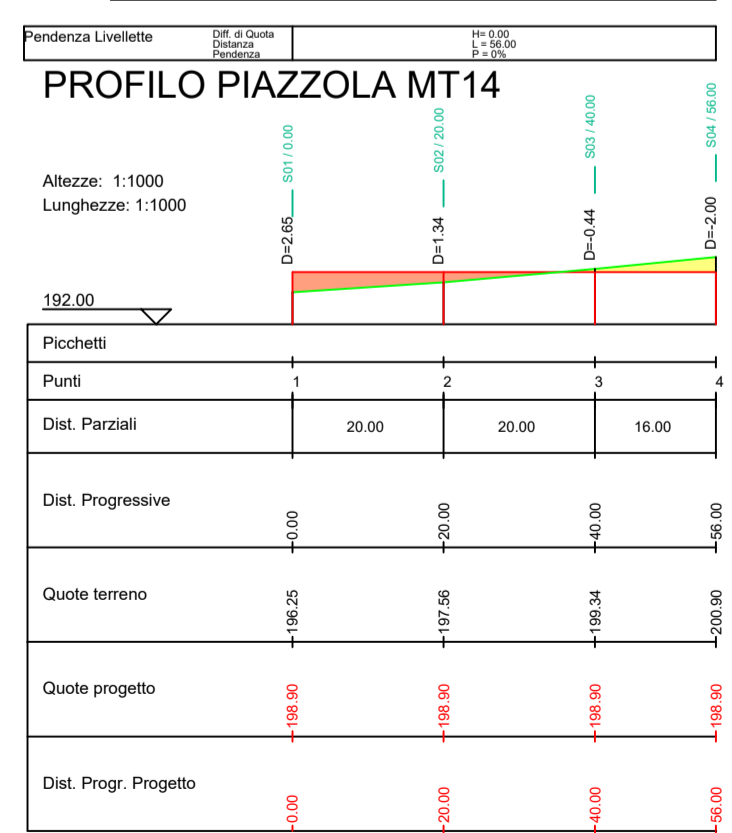 Pendenza Livellette
Diff. di Quota
Distanza
Pendenza
H= 0.00
L = 56.00
P = 0%
PROFILO PIAZZOLA MT14
Altezze: 1:1000
Lunghezze: 1:1000
S01 / 0.00
S02 / 20.00
S03 / 40.00
S04 / 56.00
D=2.65
D=1.34
D=-0.44
D=-2.00
192.00
Picchetti
Punti
1 2 3 4
Dist. Parziali
20.00 20.00 16.00
Dist. Progressive
0.00 20.00 40.00 56.00
Quote terreno
196.25 197.56 199.34 200.90
Quote progetto
198.90 198.90 198.90 198.90
Dist. Progr. Progetto
0.00 20.00 40.00 56.00